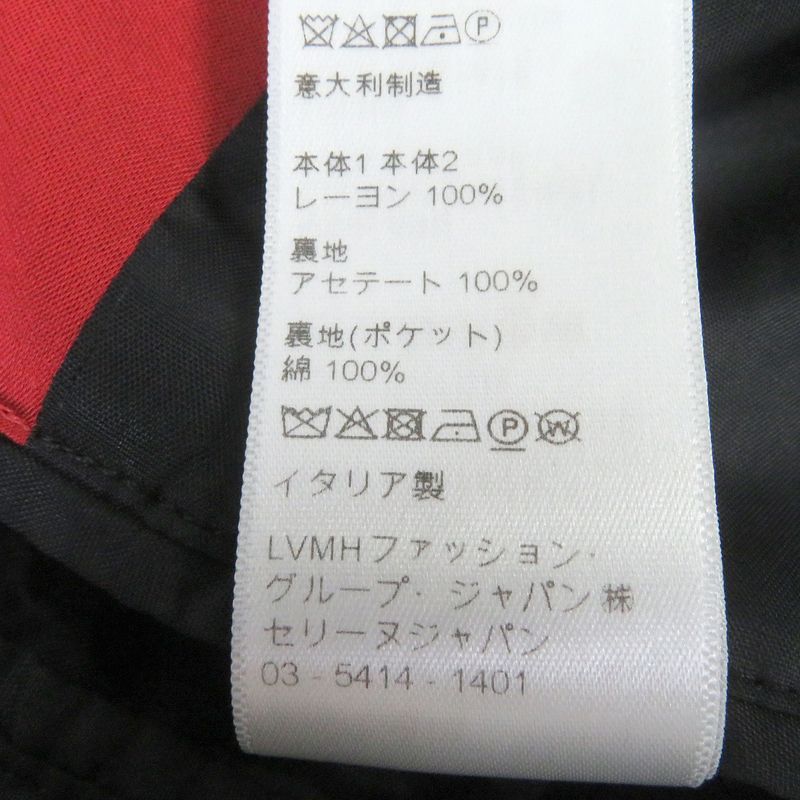 意大利制造
本体1 本体2
レーヨン 100%
裏地
アセテート 100%
裏地(ポケット)
綿 100%
イタリア製
LVMHファッション·
グループ· ジャパン㈱
セリーヌジャパン
03 - 5414 - 1401